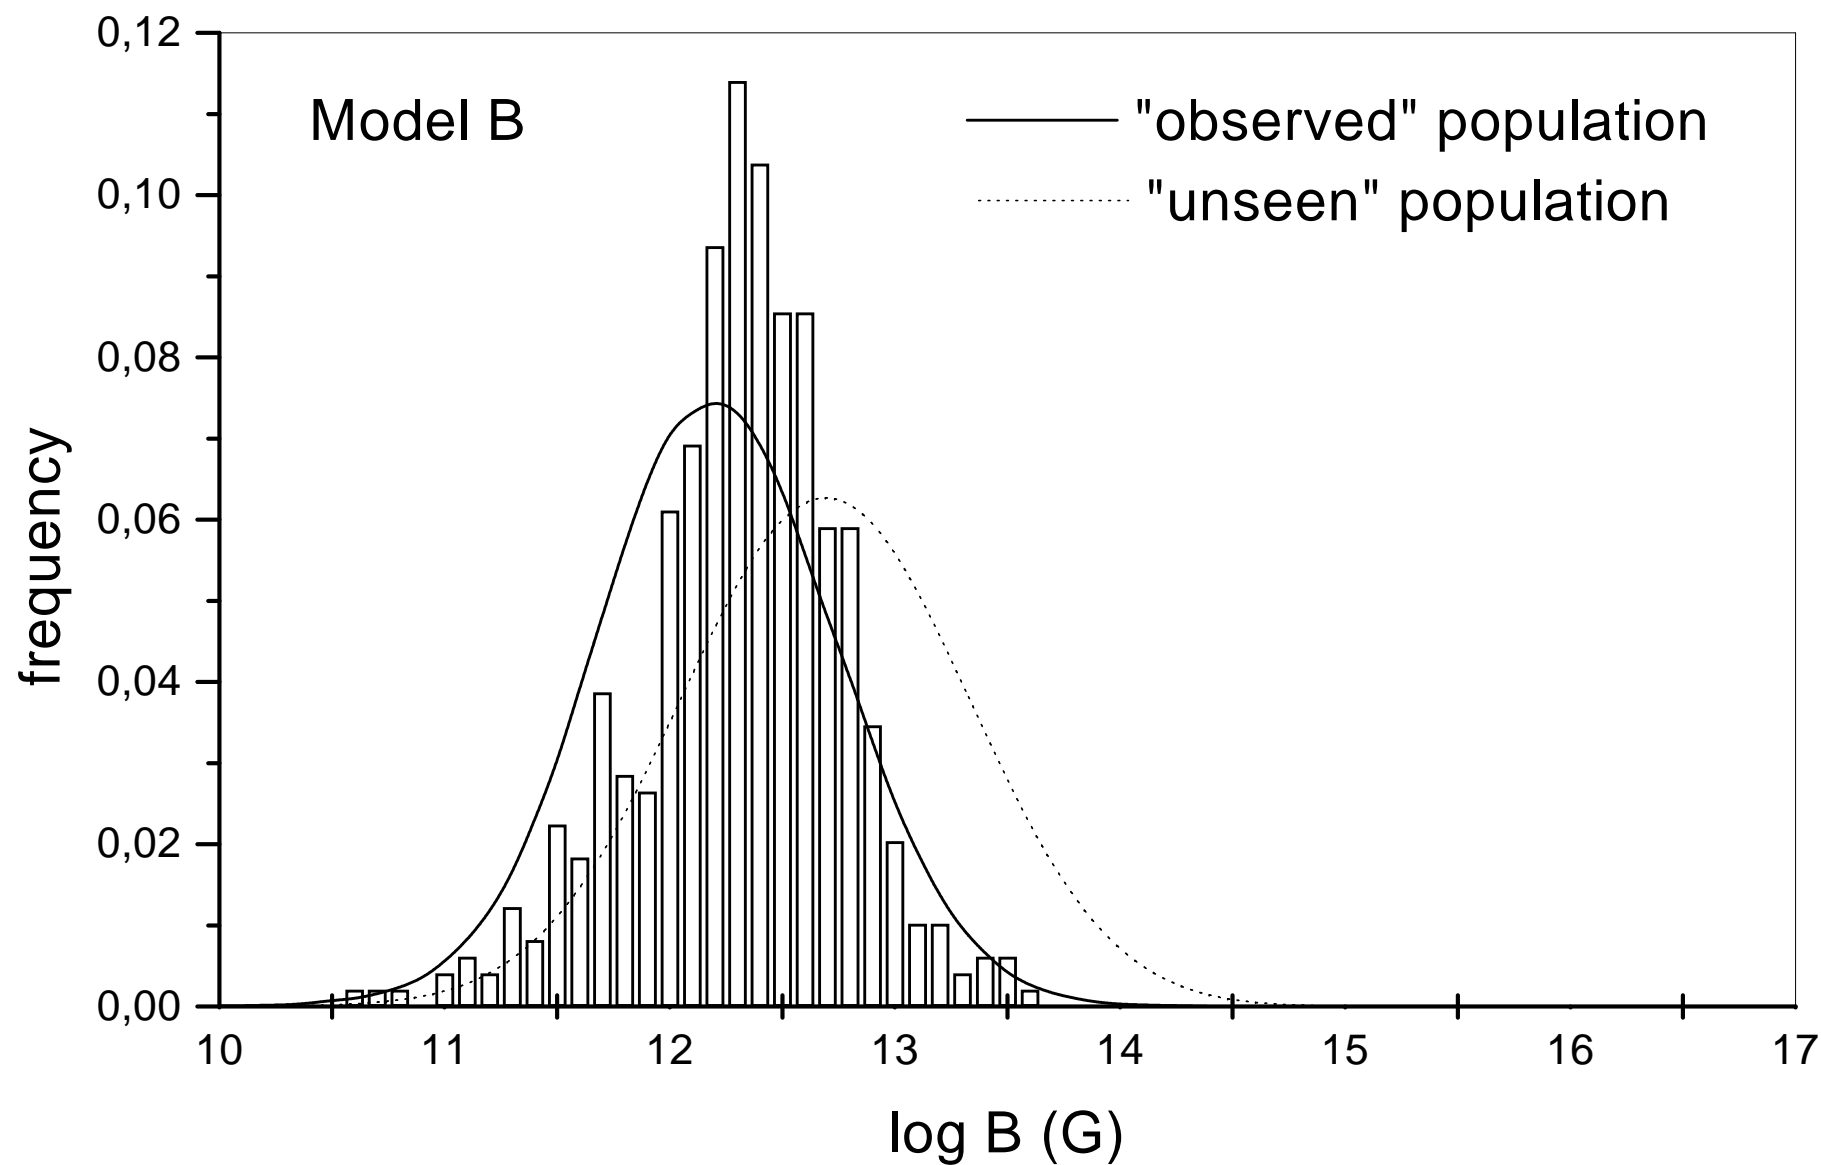 0,12
Model B
"observed" population
"unseen" population
0,10
0,08
0,06
0,04
0,02
0,00
frequency
10 11 12 13 14 15 16 17
log B (G)